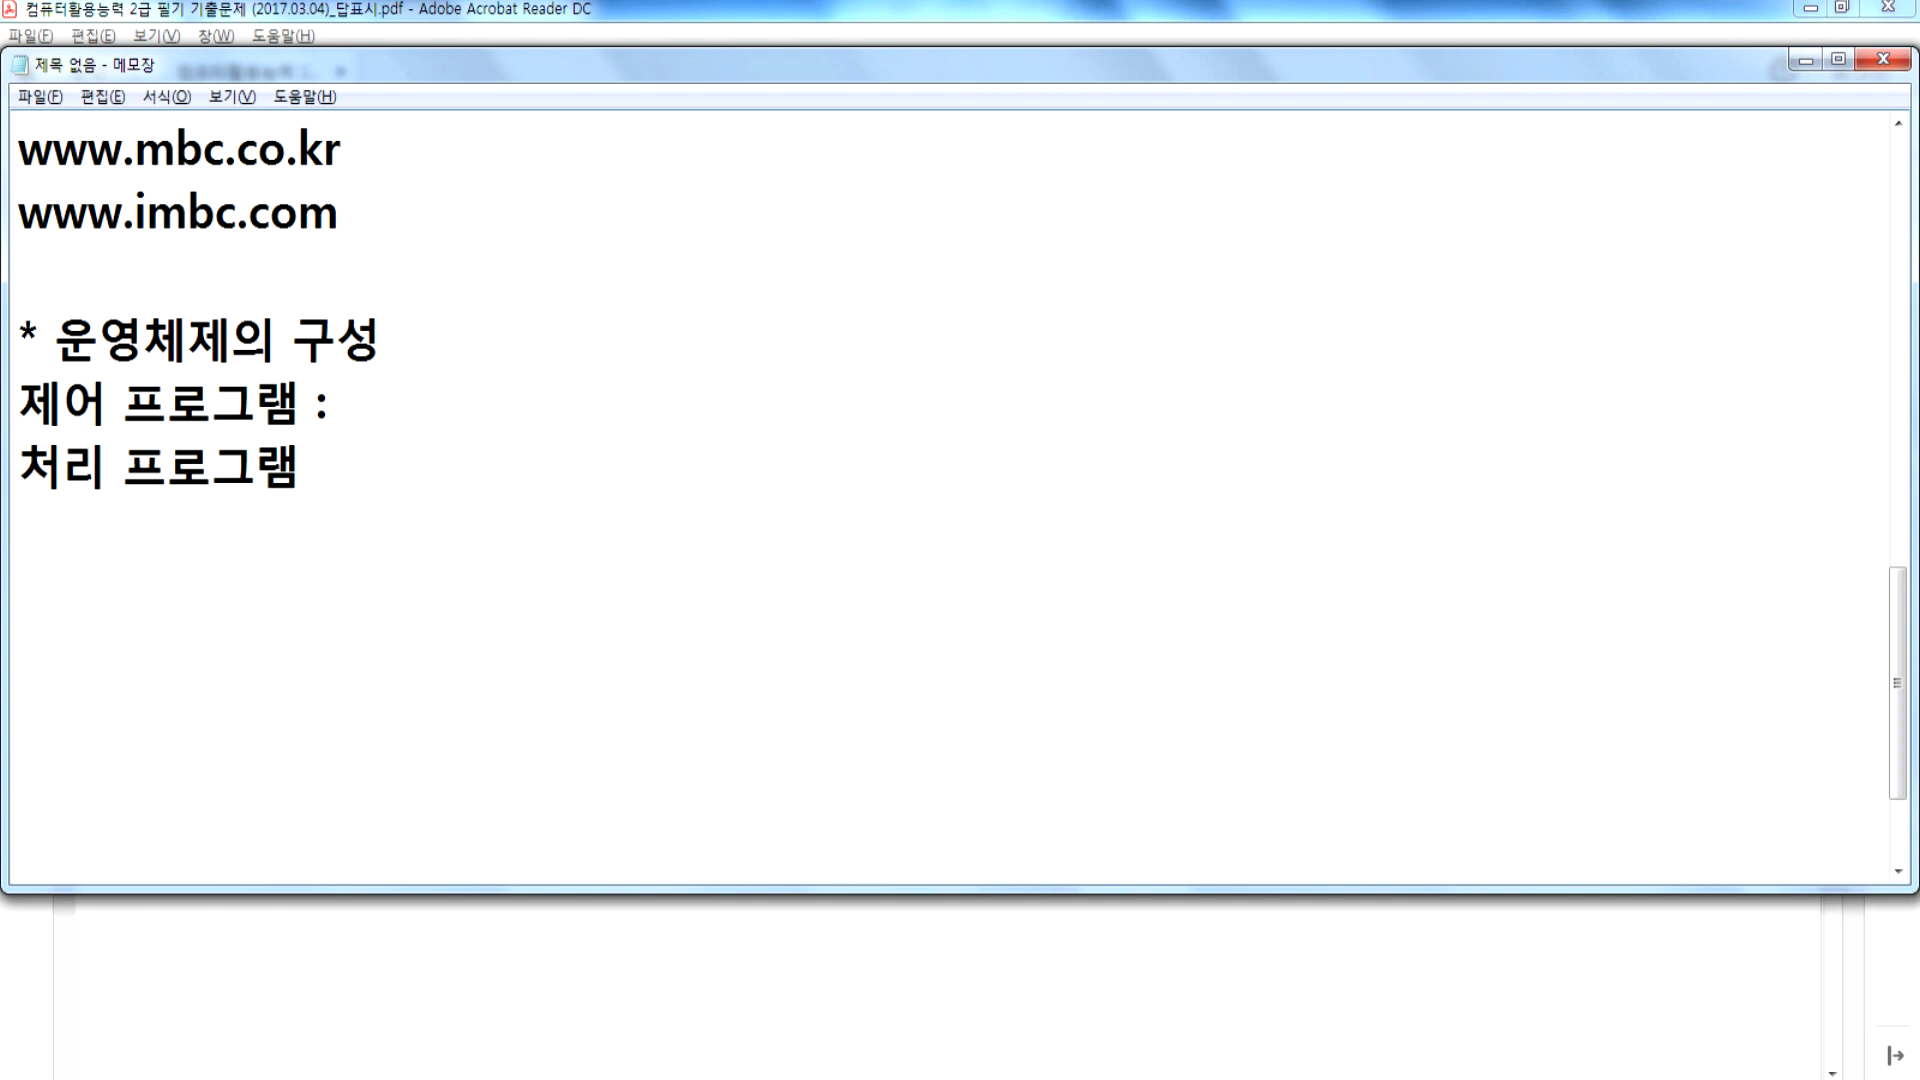 컴퓨터활용능력 2급 필기 기출문제 (2017.03.04)_답표시.pdf - Adobe Acrobat Reader DC
파일(F) 편집(E) 보기(V) 창(W) 도움말(H)
제목 없음 - 메모장
파일(F) 편집(E) 서식(O) 보기(V) 도움말(H)
www.mbc.co.kr
www.imbc.com
* 운영체제의 구성
제어 프로그램 :
처리 프로그램